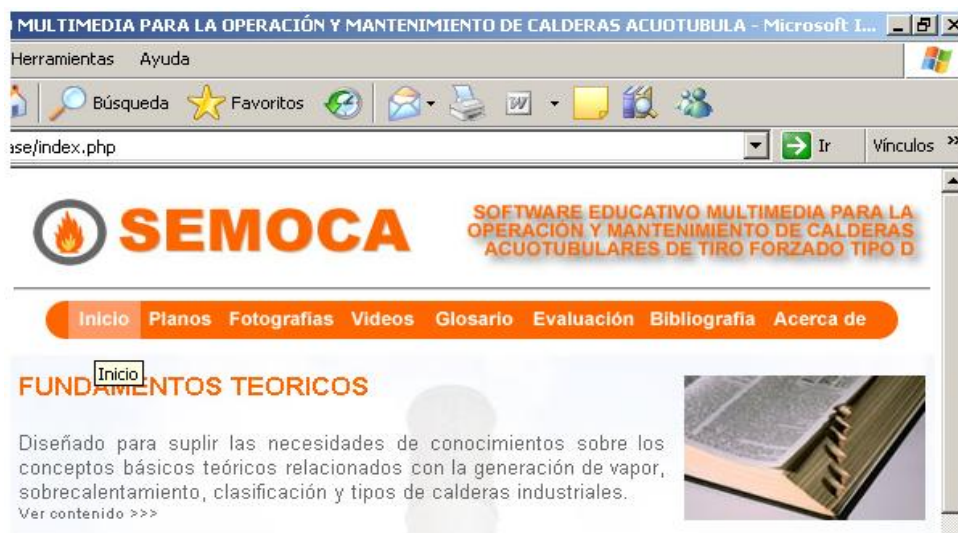 MULTIMEDIA PARA LA OPERACIÓN Y MANTENIMIENTO DE CALDERAS ACUOTUBULA - Microsoft I...
Herramientas Ayuda
Búsqueda Favoritos
ase/index.php Ir Vínculos »
SEMOCA
SOFTWARE EDUCATIVO MULTIMEDIA PARA LA
OPERACIÓN Y MANTENIMIENTO DE CALDERAS
ACUOTUBULARES DE TIRO FORZADO TIPO D
Inicio Planos Fotografias Videos Glosario Evaluación Bibliografia Acerca de
Inicio
FUNDAMENTOS TEORICOS
Diseñado para suplir las necesidades de conocimientos sobre los
conceptos básicos teóricos relacionados con la generación de vapor,
sobrecalentamiento, clasificación y tipos de calderas industriales.
Ver contenido >>>